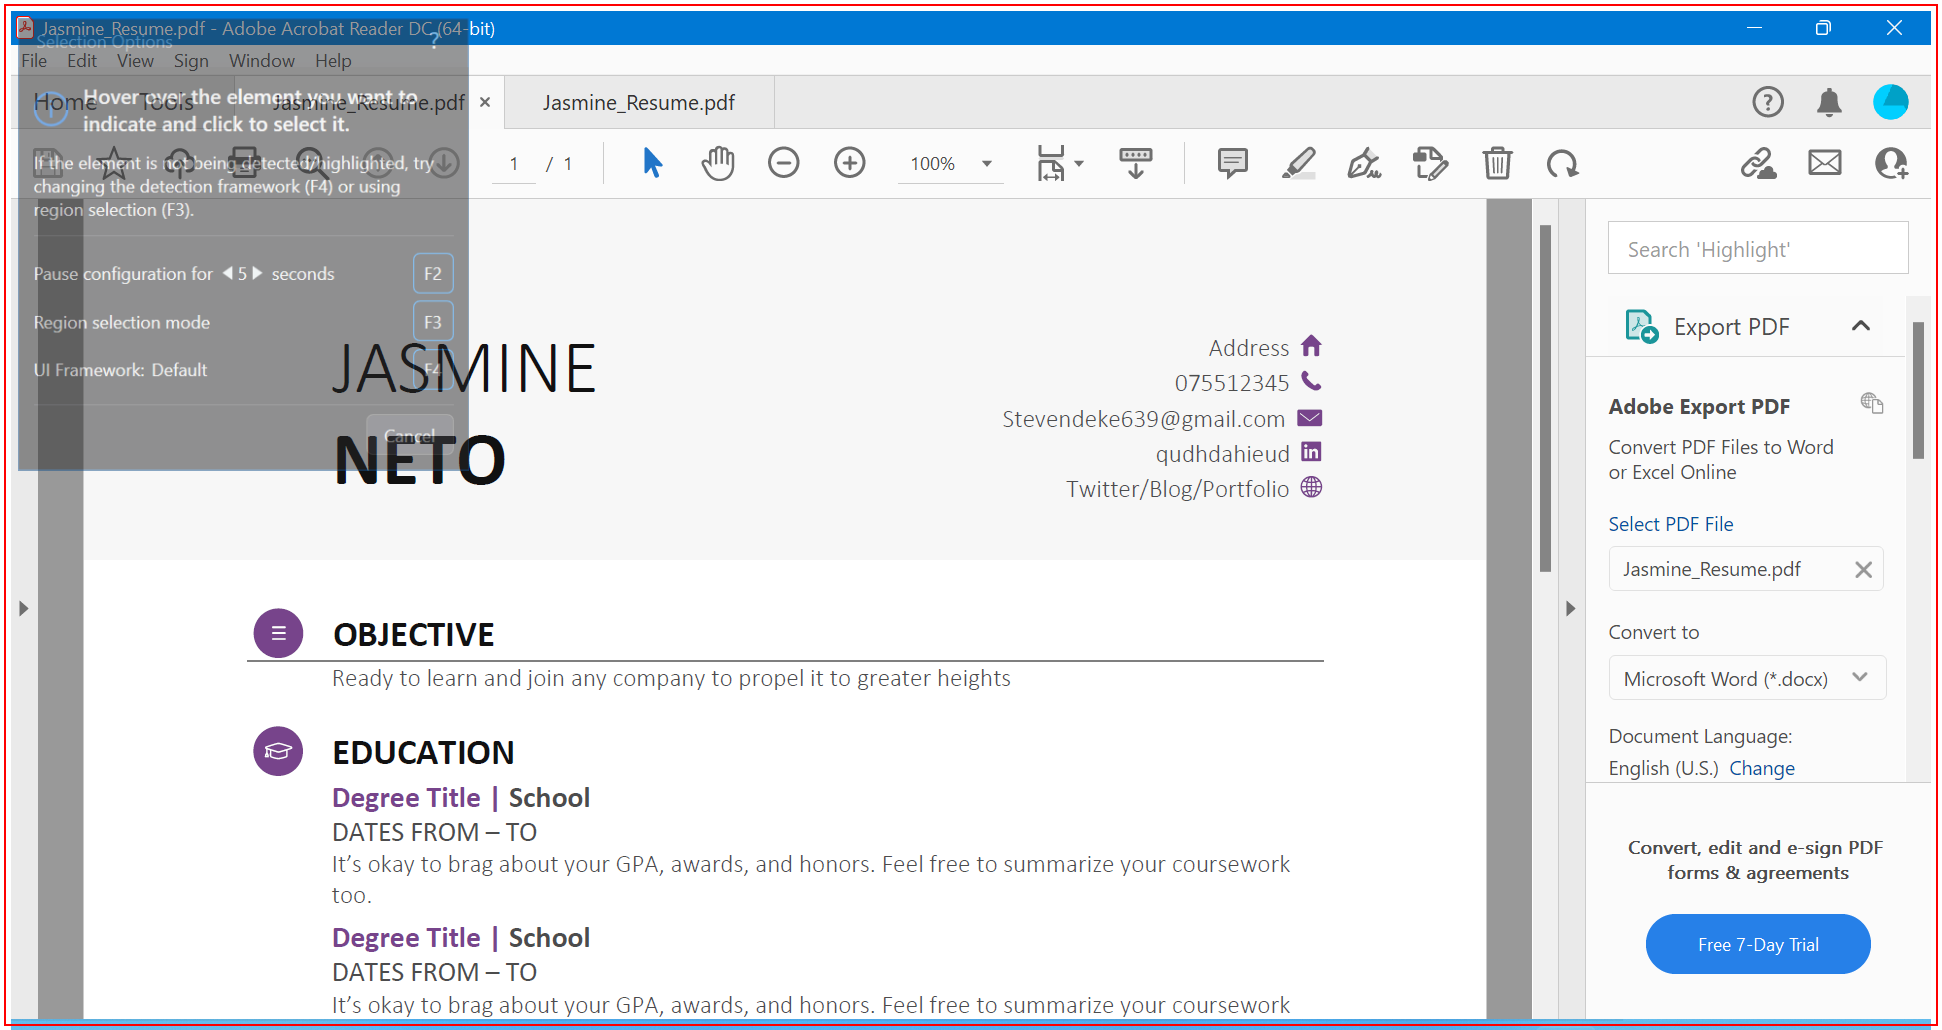 Jasmine_Resume.pdf - Adobe Acrobat Reader DC (64-bit)
Selection Options ?
File Edit View Sign Window Help
Home Tools Jasmine_Resume.pdf × Jasmine_Resume.pdf
Hover over the element you want to
indicate and click to select it.
If the element is not being detected/highlighted, try
changing the detection framework (F4) or using
region selection (F3).
1 / 1 100%
Pause configuration for 5 seconds F2
Region selection mode F3
UI Framework: Default F4
Cancel
JASMINE
NETO
Address
075512345
Stevendeke639@gmail.com
qudhdahieud in
Twitter/Blog/Portfolio
OBJECTIVE
Ready to learn and join any company to propel it to greater heights
EDUCATION
Degree Title | School
DATES FROM – TO
It’s okay to brag about your GPA, awards, and honors. Feel free to summarize your coursework
too.
Degree Title | School
DATES FROM – TO
It’s okay to brag about your GPA, awards, and honors. Feel free to summarize your coursework
Search 'Highlight'
Export PDF
Adobe Export PDF
Convert PDF Files to Word
or Excel Online
Select PDF File
Jasmine_Resume.pdf
Convert to
Microsoft Word (*.docx)
Document Language:
English (U.S.) Change
Convert, edit and e-sign PDF
forms & agreements
Free 7-Day Trial